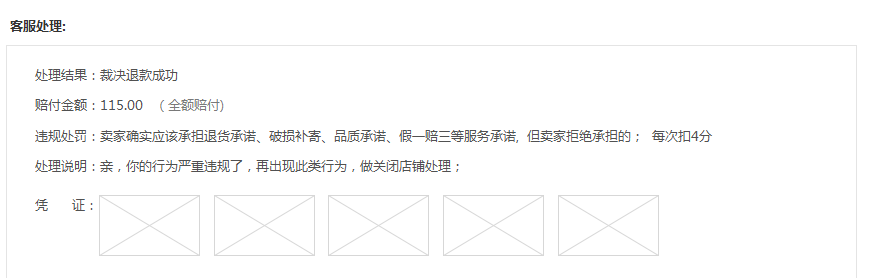 客服处理:
处理结果：裁决退款成功
赔付金额：115.00 （全额赔付)
违规处罚：卖家确实应该承担退货承诺、破损补寄、品质承诺、假一赔三等服务承诺, 但卖家拒绝承担的； 每次扣4分
处理说明：亲，你的行为严重违规了，再出现此类行为，做关闭店铺处理；
凭 证：